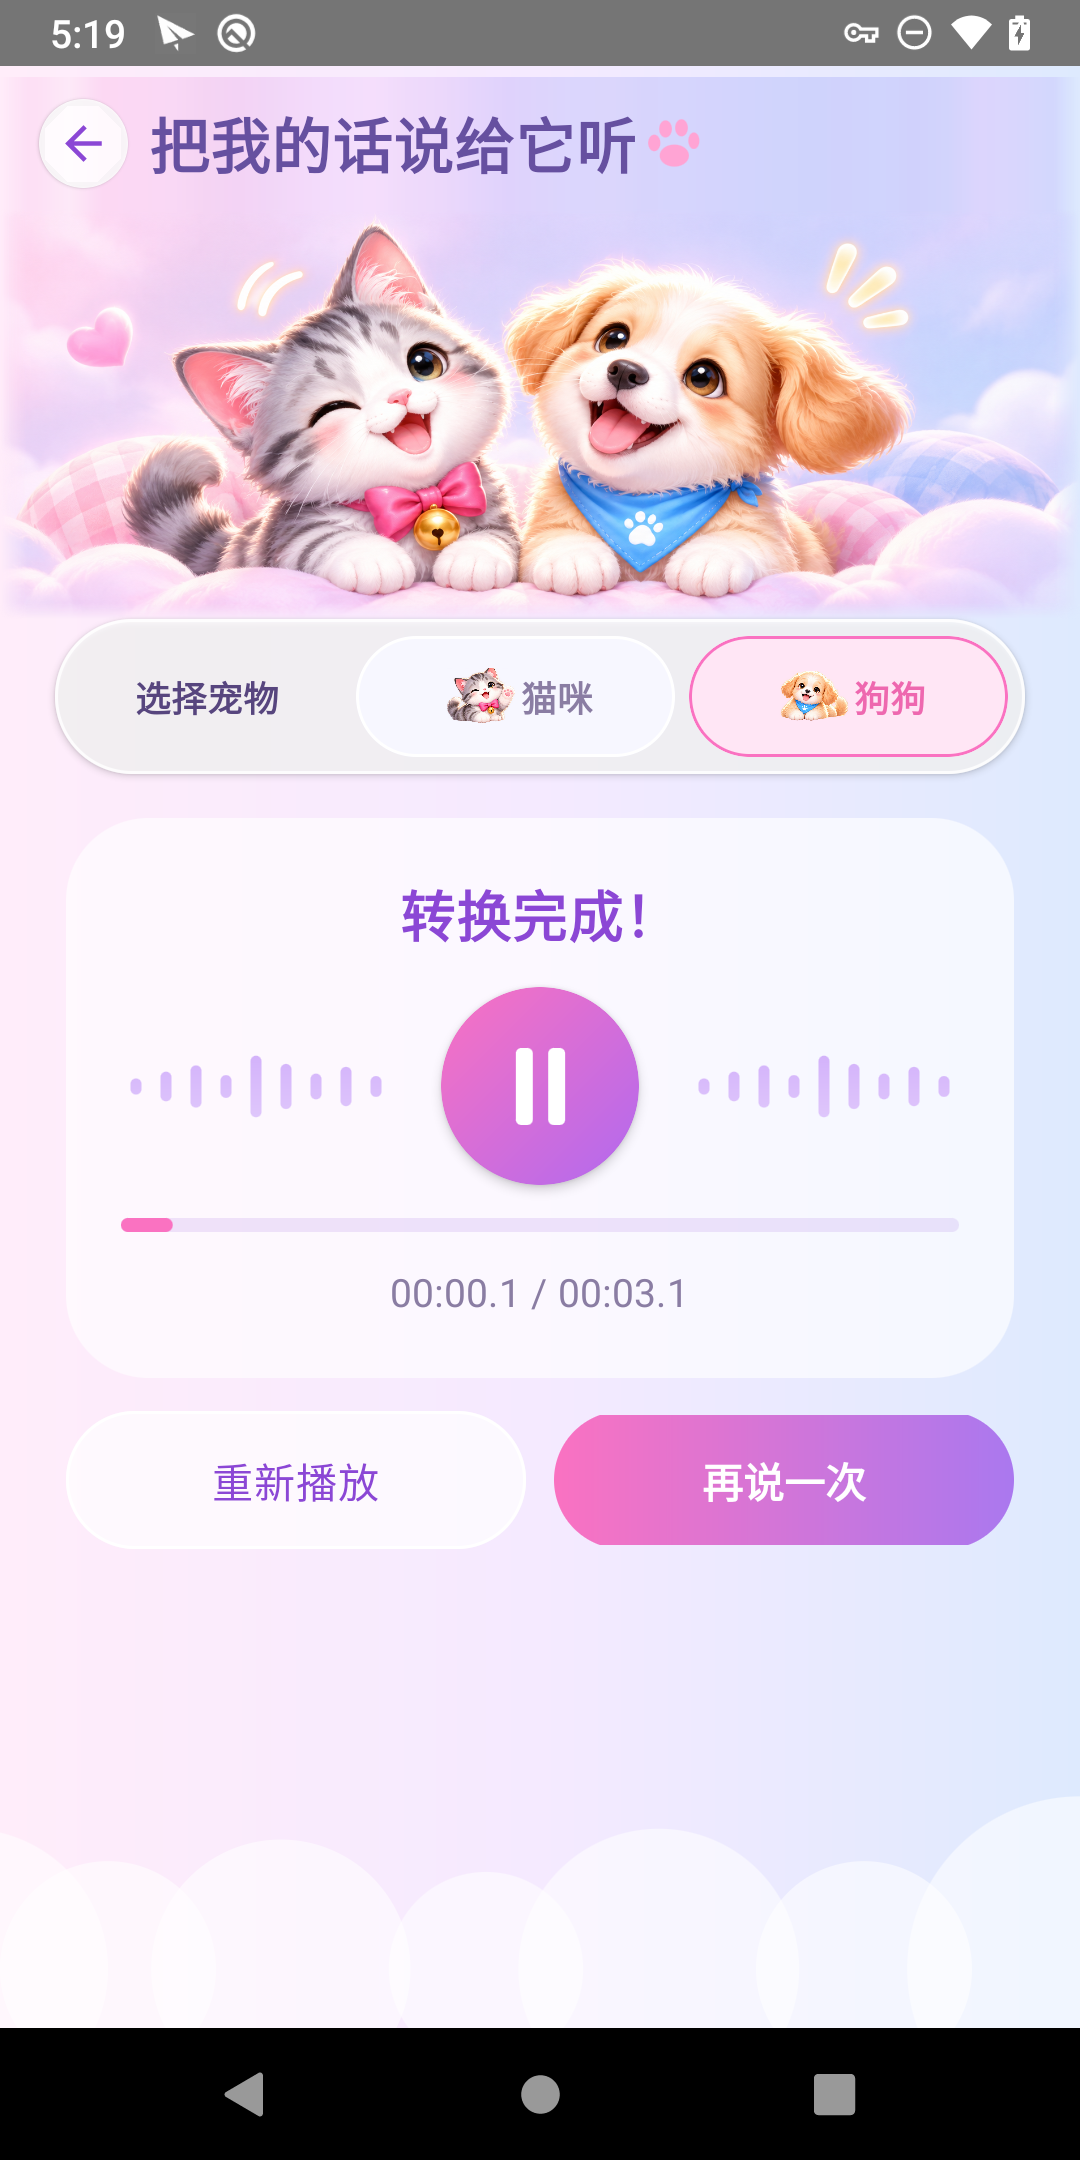 5:19
把我的话说给它听
选择宠物 猫咪 狗狗
转换完成！
00:00.1 / 00:03.1
重新播放 再说一次